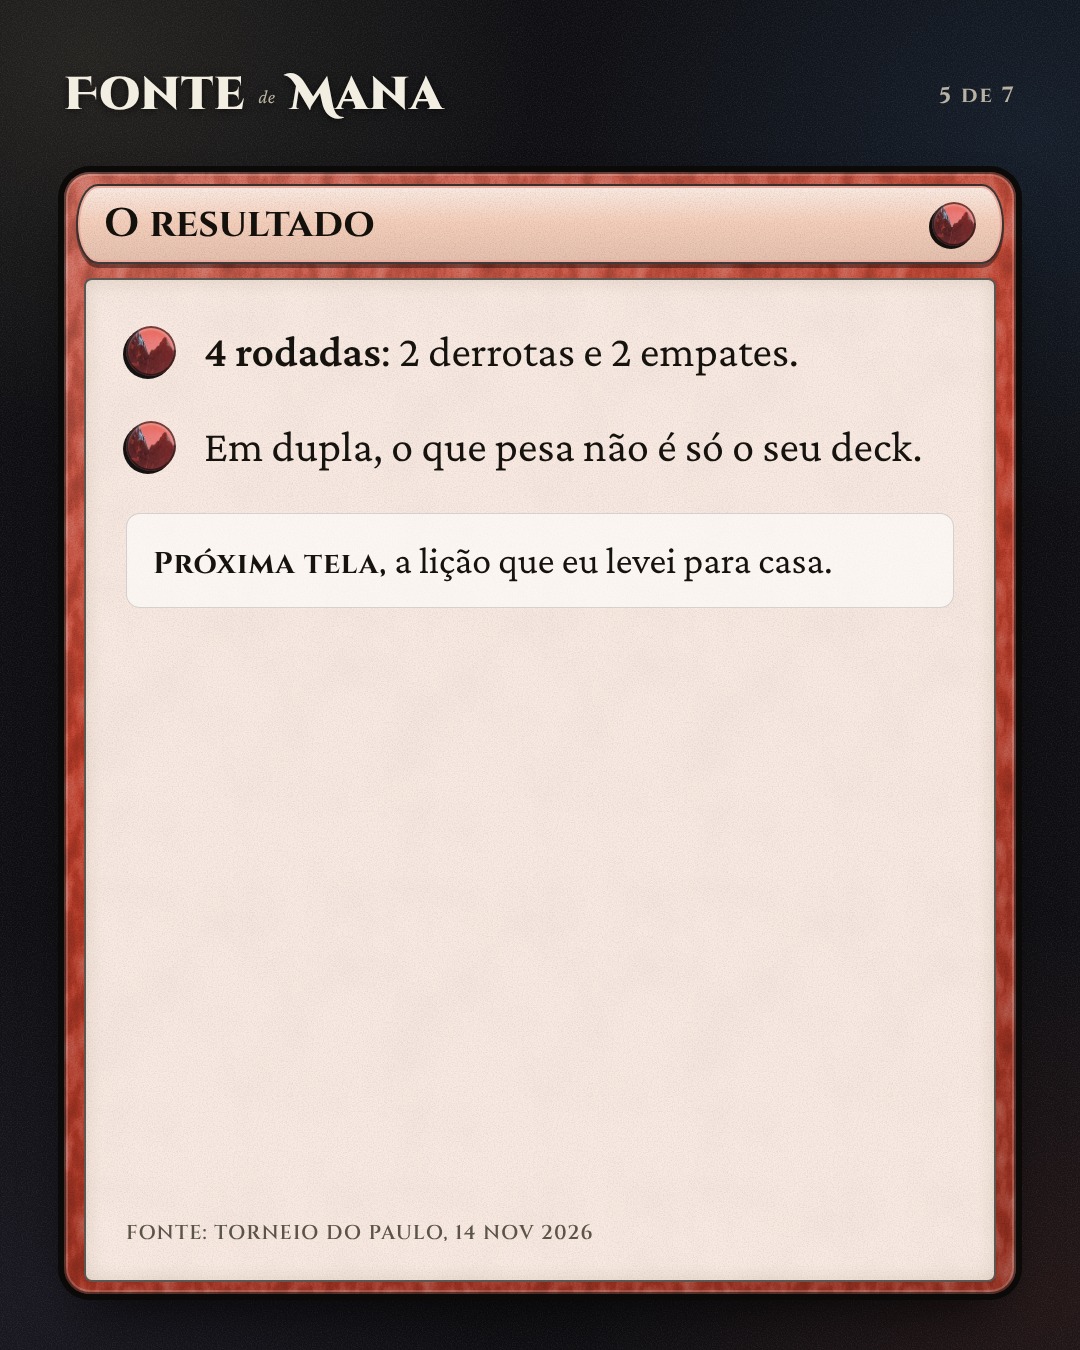 Fonte de Mana
5 de 7
O resultado
4 rodadas: 2 derrotas e 2 empates.
Em dupla, o que pesa não é só o seu deck.
Próxima tela, a lição que eu levei para casa.
FONTE: TORNEIO DO PAULO, 14 NOV 2026